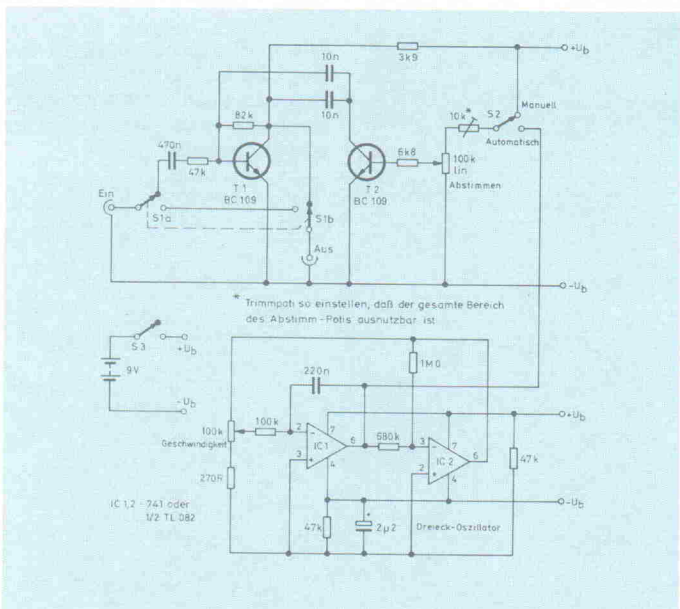 10n
3k9
+Ub
10n
10k*
S2
Manuell
82k
Automatisch
470n
47k
T1
BC 109
T2
BC 109
6k8
100k
lin
Abstimmen
Ein
S1a
S1b
Aus
-Ub
* Trimmpoti so einstellen, daß der gesamte Bereich
des Abstimm-Potis ausnutzbar ist
S3
+Ub
9V
-Ub
220n
1M0
100k
Geschwindigkeit
100k
2
-
7
IC1
6
3
+
4
680k
3
-
7
IC 2
6
2
+
4
+Ub
47k
270R
-Ub
47k
+
2µ2
Dreieck-Oszillator
IC 1,2 - 741 oder
1/2 TL 082